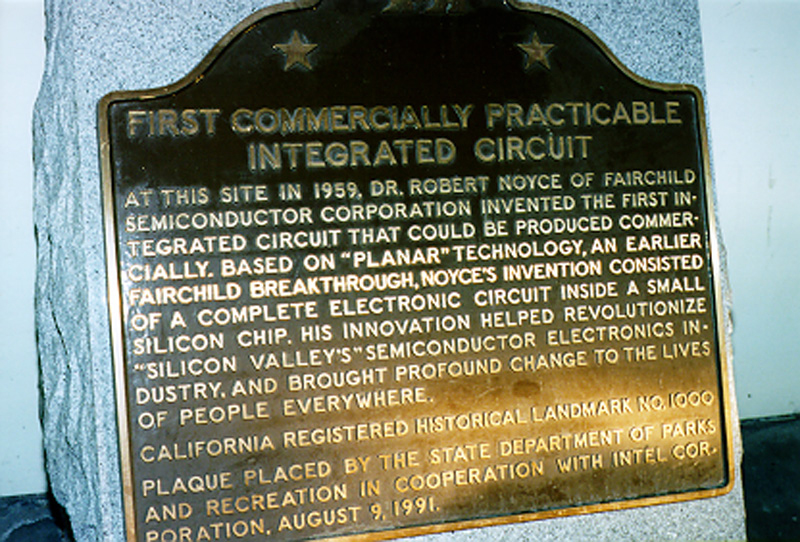 FIRST COMMERCIALLY PRACTICABLE
INTEGRATED CIRCUIT
AT THIS SITE IN 1959, DR. ROBERT NOYCE OF FAIRCHILD
SEMICONDUCTOR CORPORATION INVENTED THE FIRST IN-
TEGRATED CIRCUIT THAT COULD BE PRODUCED COMMER-
CIALLY. BASED ON "PLANAR" TECHNOLOGY, AN EARLIER
FAIRCHILD BREAKTHROUGH, NOYCE'S INVENTION CONSISTED
OF A COMPLETE ELECTRONIC CIRCUIT INSIDE A SMALL
SILICON CHIP. HIS INNOVATION HELPED REVOLUTIONIZE
"SILICON VALLEY'S" SEMICONDUCTOR ELECTRONICS IN-
DUSTRY, AND BROUGHT PROFOUND CHANGE TO THE LIVES
OF PEOPLE EVERYWHERE.
CALIFORNIA REGISTERED HISTORICAL LANDMARK NO. 1000
PLAQUE PLACED BY THE STATE DEPARTMENT OF PARKS
AND RECREATION IN COOPERATION WITH INTEL COR-
PORATION, AUGUST 9, 1991.